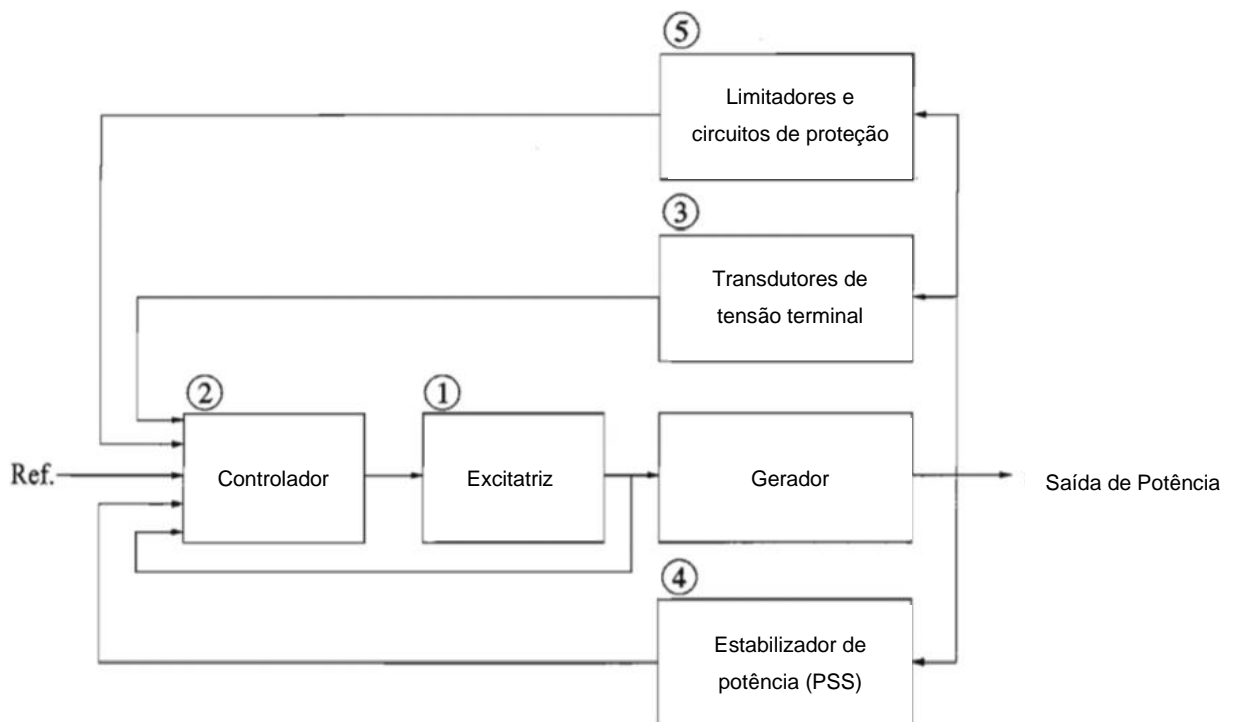 ⑤
Limitadores e
circuitos de proteção
③
Transdutores de
tensão terminal
②
①
Ref.
Controlador
Excitatriz
Gerador
Saída de Potência
④
Estabilizador de
potência (PSS)